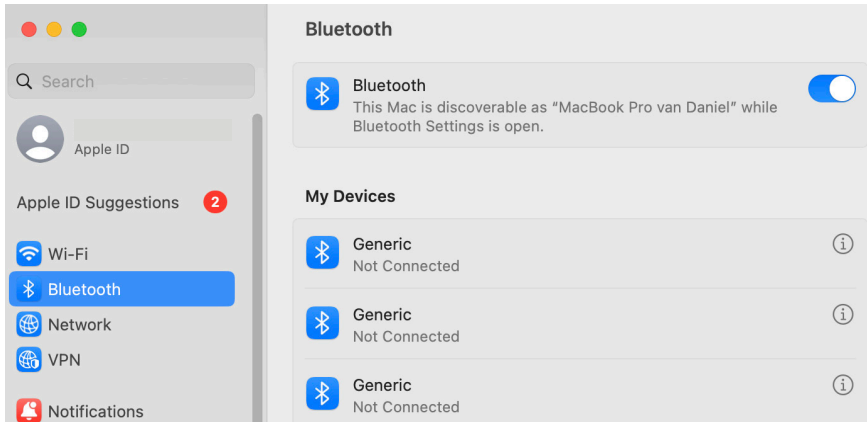 Search
Apple ID
Apple ID Suggestions
2
Wi-Fi
Bluetooth
Network
VPN
Notifications
Bluetooth
Bluetooth
This Mac is discoverable as “MacBook Pro van Daniel” while
Bluetooth Settings is open.
My Devices
Generic
Not Connected
Generic
Not Connected
Generic
Not Connected